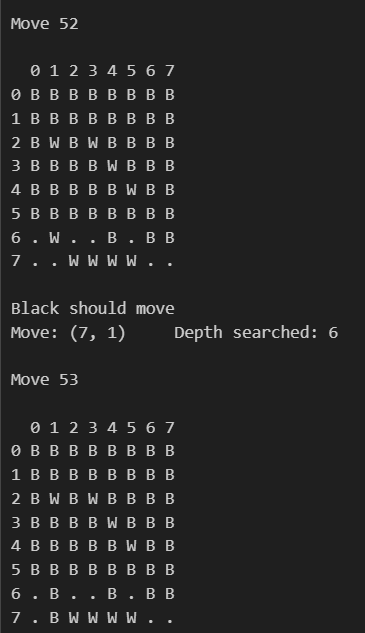 Move 52
0 1 2 3 4 5 6 7
0 B B B B B B B B
1 B B B B B B B B
2 B W B W B B B B
3 B B B B W B B B
4 B B B B B W B B
5 B B B B B B B B
6 . W . . B . B B
7 . . W W W W . .
Black should move
Move: (7, 1) Depth searched: 6
Move 53
0 1 2 3 4 5 6 7
0 B B B B B B B B
1 B B B B B B B B
2 B W B W B B B B
3 B B B B W B B B
4 B B B B B W B B
5 B B B B B B B B
6 . B . . B . B B
7 . B W W W W . .